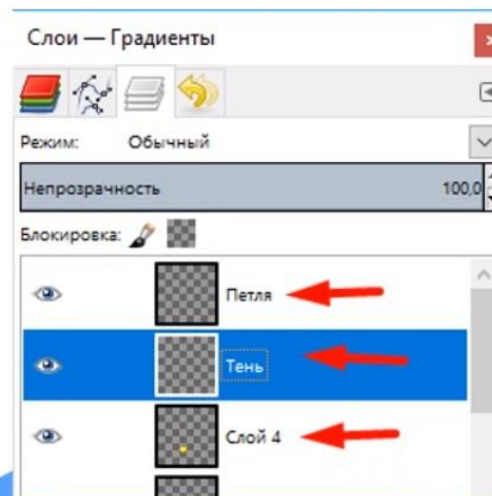 Слои — Градиенты
Режим: Обычный
Непрозрачность 100,0
Блокировка:
Петля
Тень
Слой 4